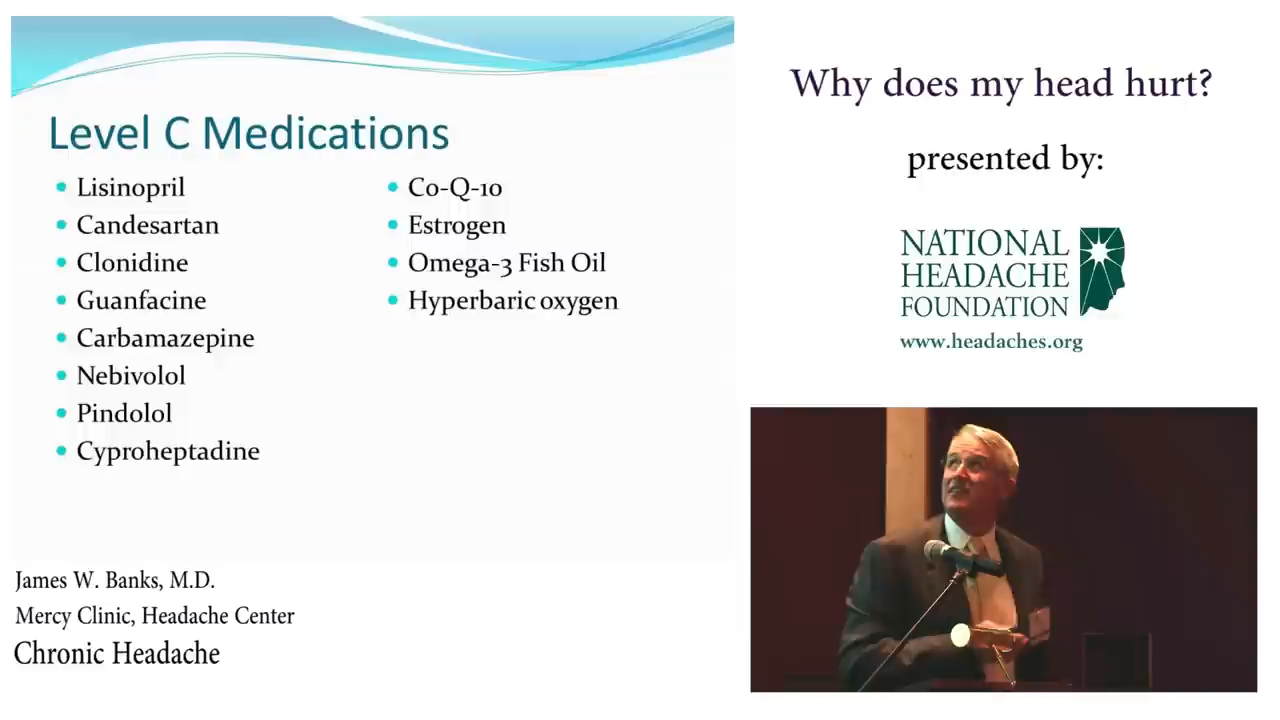 Level C Medications
Lisinopril
Candesartan
Clonidine
Guanfacine
Carbamazepine
Nebivolol
Pindolol
Cyproheptadine
Co-Q-10
Estrogen
Omega-3 Fish Oil
Hyperbaric oxygen
James W. Banks, M.D.
Mercy Clinic, Headache Center
Chronic Headache
Why does my head hurt?
presented by:
NATIONAL
HEADACHE
FOUNDATION
www.headaches.org